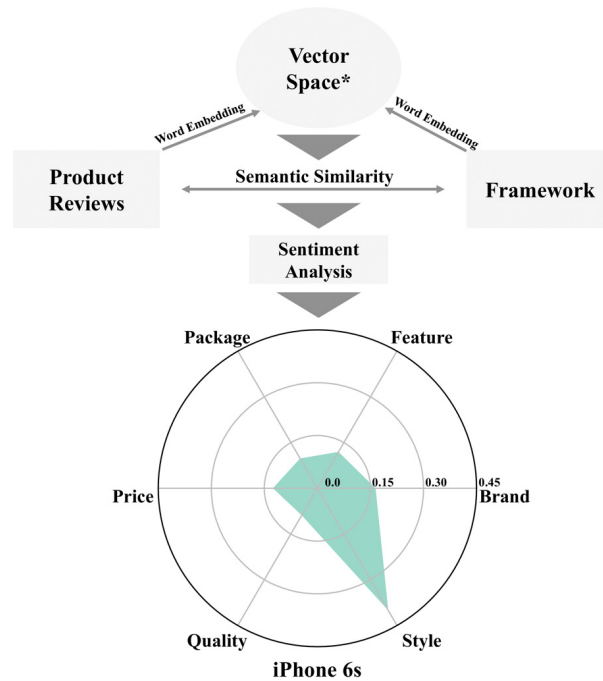 Vector
Space*
Word Embedding
Word Embedding
Product
Reviews
Semantic Similarity
Framework
Sentiment
Analysis
Package
Feature
Price
0.0
0.15
0.30
0.45
Brand
Quality
Style
iPhone 6s